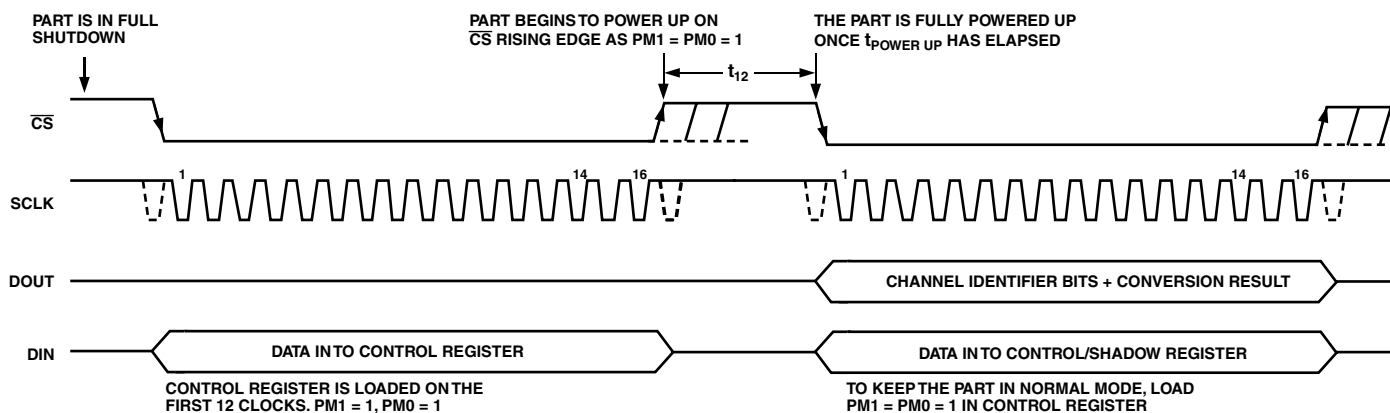 PART IS IN FULL
SHUTDOWN
PART BEGINS TO POWER UP ON
CS RISING EDGE AS PM1 = PM0 = 1
THE PART IS FULLY POWERED UP
ONCE tPOWER UP HAS ELAPSED
t12
CS
SCLK
1 14 16 1 14 16
DOUT
CHANNEL IDENTIFIER BITS + CONVERSION RESULT
DIN
DATA IN TO CONTROL REGISTER
DATA IN TO CONTROL/SHADOW REGISTER
CONTROL REGISTER IS LOADED ON THE
FIRST 12 CLOCKS. PM1 = 1, PM0 = 1
TO KEEP THE PART IN NORMAL MODE, LOAD
PM1 = PM0 = 1 IN CONTROL REGISTER